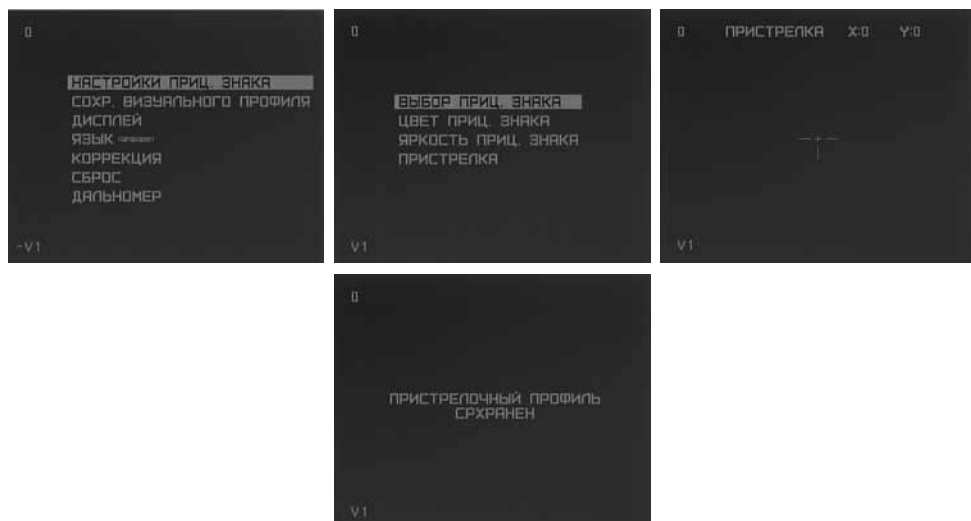 0
НАСТРОЙКИ ПРИЦ. ЗНАКА
СОХР. ВИЗУАЛЬНОГО ПРОФИЛЯ
ДИСПЛЕЙ
ЯЗЫК
КОРРЕКЦИЯ
СБРОС
ДАЛЬНОМЕР
-V1
0
ВЫБОР ПРИЦ. ЗНАКА
ЦВЕТ ПРИЦ. ЗНАКА
ЯРКОСТЬ ПРИЦ. ЗНАКА
ПРИСТРЕЛКА
V1
0 ПРИСТРЕЛКА X:0 Y:0
V1
0
ПРИСТРЕЛОЧНЫЙ ПРОФИЛЬ
СРХРАНЕН
V1